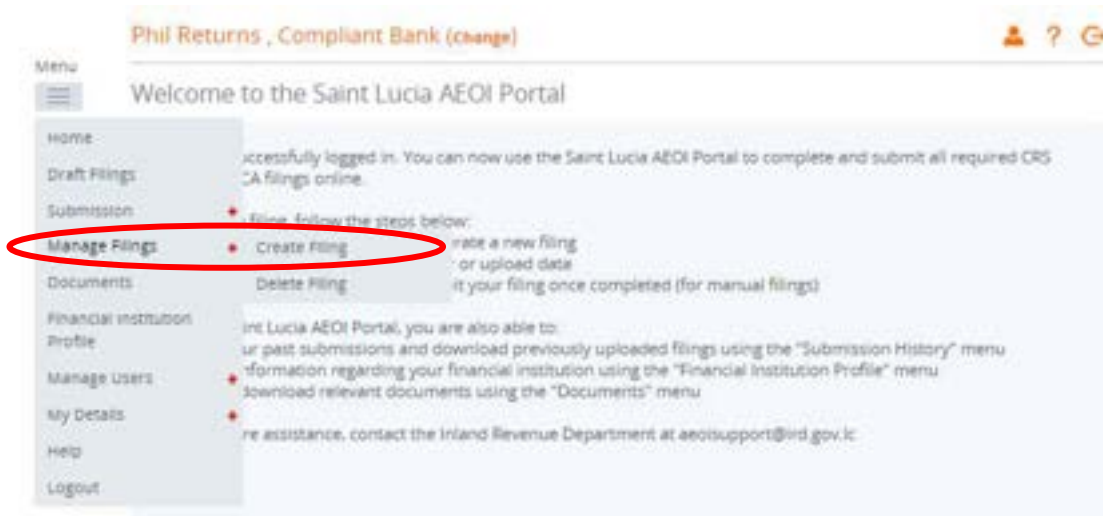 Phil Returns , Compliant Bank (change)
?
Menu
Welcome to the Saint Lucia AEOI Portal
Home
Draft Filings
Submission
Manage Filings
Create Filing
Delete Filing
Documents
Financial Institution
Profile
Manage Users
My Details
Help
Logout
uccessfully logged in. You can now use the Saint Lucia AEOI Portal to complete and submit all required CRS
CA filings online.
filing, follow the steps below:
rate a new filing
or upload data
it your filing once completed (for manual filings)
int Lucia AEOI Portal, you are also able to:
ur past submissions and download previously uploaded filings using the "Submission History" menu
nformation regarding your financial institution using the "Financial Institution Profile" menu
download relevant documents using the "Documents" menu
re assistance, contact the Inland Revenue Department at aeoisupport@ird.gov.lc